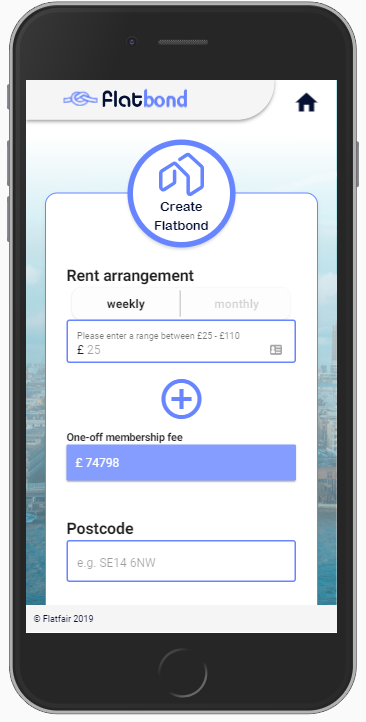 flatbond
Create
Flatbond
Rent arrangement
weekly monthly
Please enter a range between £25 - £110
£ 25
One-off membership fee
£ 74798
Postcode
e.g. SE14 6NW
© Flatfair 2019